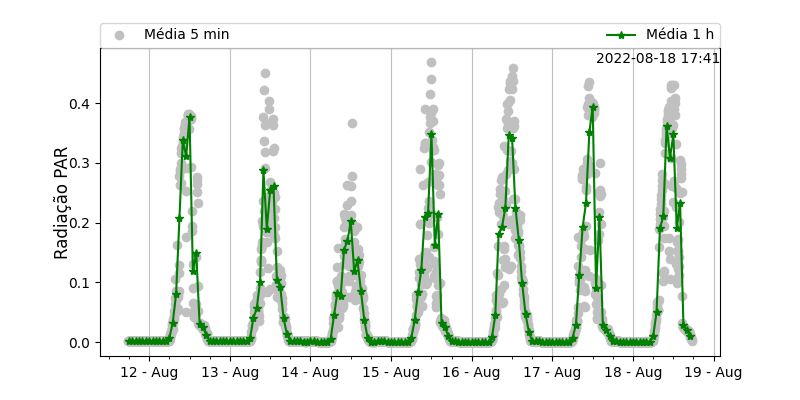 Média 5 min
Média 1 h
2022-08-18 17:41
Radiação PAR
0.4
0.3
0.2
0.1
0.0
12 - Aug
13 - Aug
14 - Aug
15 - Aug
16 - Aug
17 - Aug
18 - Aug
19 - Aug